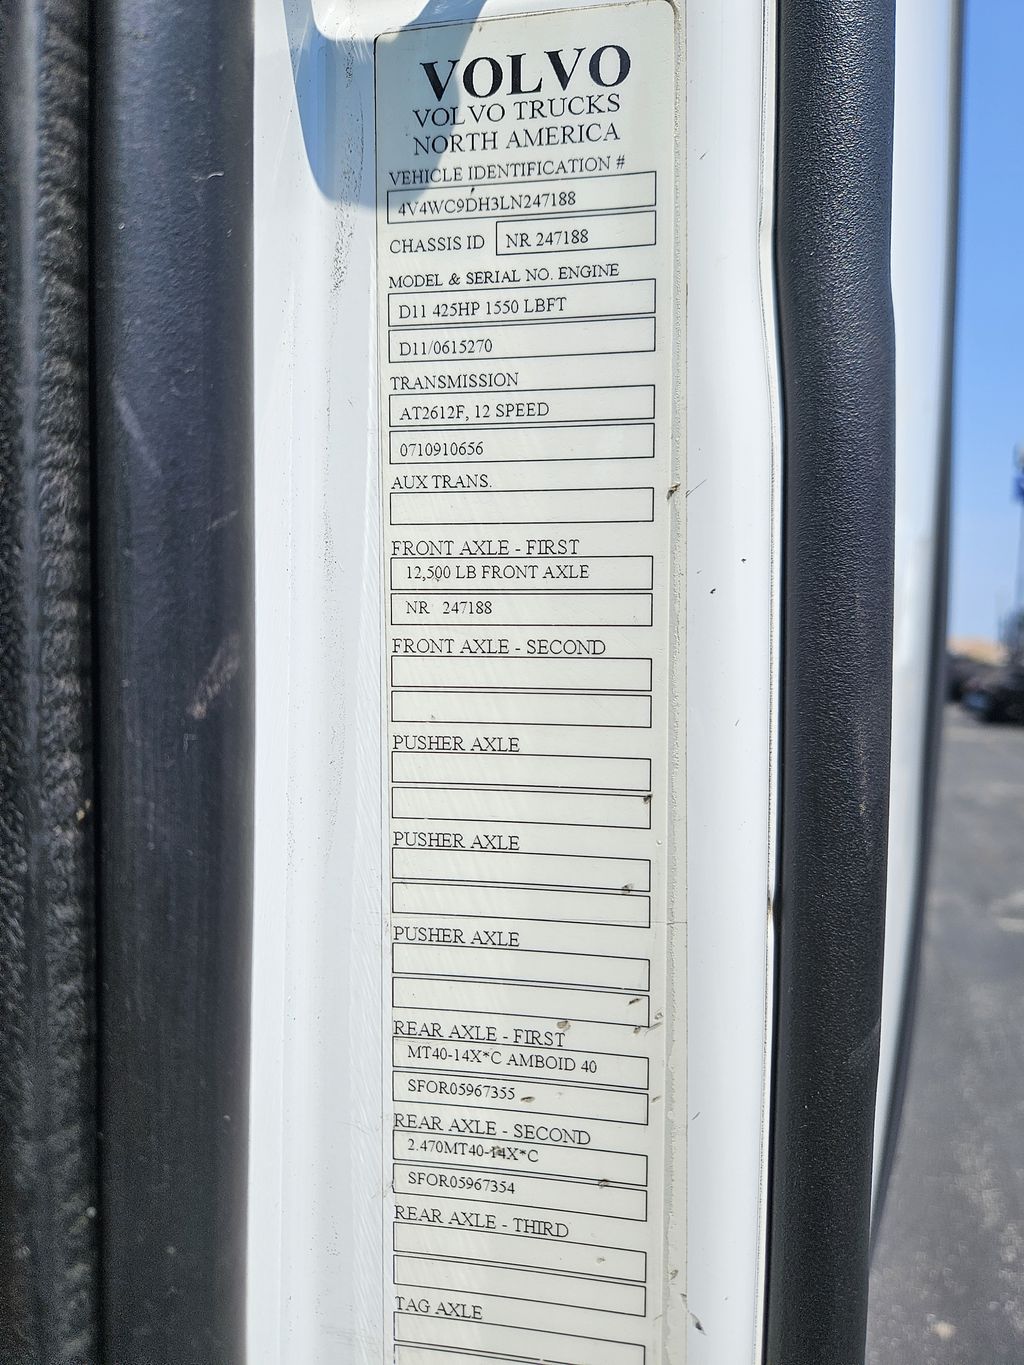 VOLVO
VOLVO TRUCKS
NORTH AMERICA
VEHICLE IDENTIFICATION #
4V4WC9DH3LN247188
CHASSIS ID NR 247188
MODEL & SERIAL NO. ENGINE
D11 425HP 1550 LBFT
D11/0615270
TRANSMISSION
AT2612F, 12 SPEED
0710910656
AUX TRANS.
FRONT AXLE - FIRST
12,500 LB FRONT AXLE
NR 247188
FRONT AXLE - SECOND
PUSHER AXLE
PUSHER AXLE
PUSHER AXLE
REAR AXLE - FIRST
MT40-14X*C AMBOID 40
SFOR05967355
REAR AXLE - SECOND
2.470MT40-14X*C
SFOR05967354
REAR AXLE - THIRD
TAG AXLE